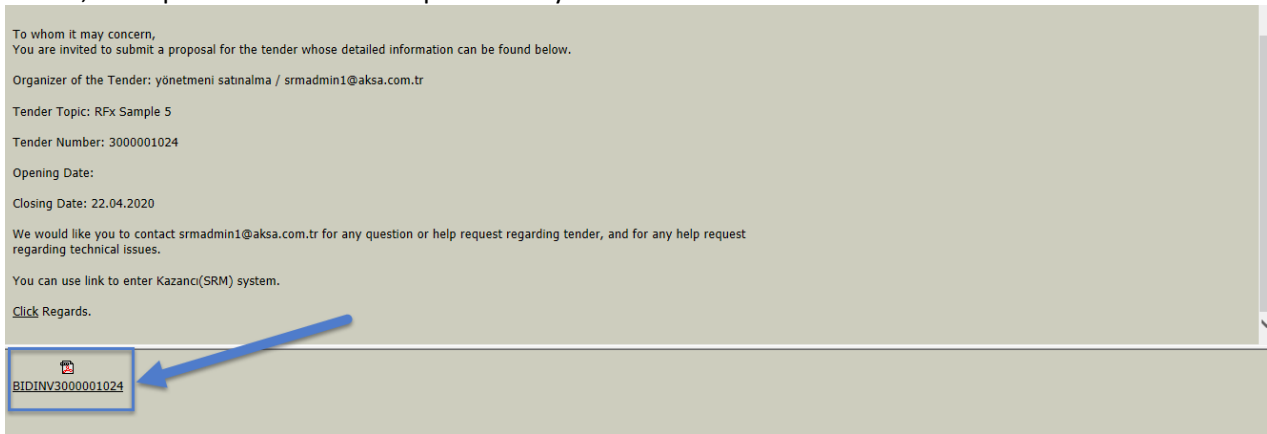 To whom it may concern,
You are invited to submit a proposal for the tender whose detailed information can be found below.
Organizer of the Tender: yönetmeni satınalma / srmadmin1@aksa.com.tr
Tender Topic: RFx Sample 5
Tender Number: 3000001024
Opening Date:
Closing Date: 22.04.2020
We would like you to contact srmadmin1@aksa.com.tr for any question or help request regarding tender, and for any help request
regarding technical issues.
You can use link to enter Kazancı(SRM) system.
Click Regards.
BIDINV3000001024